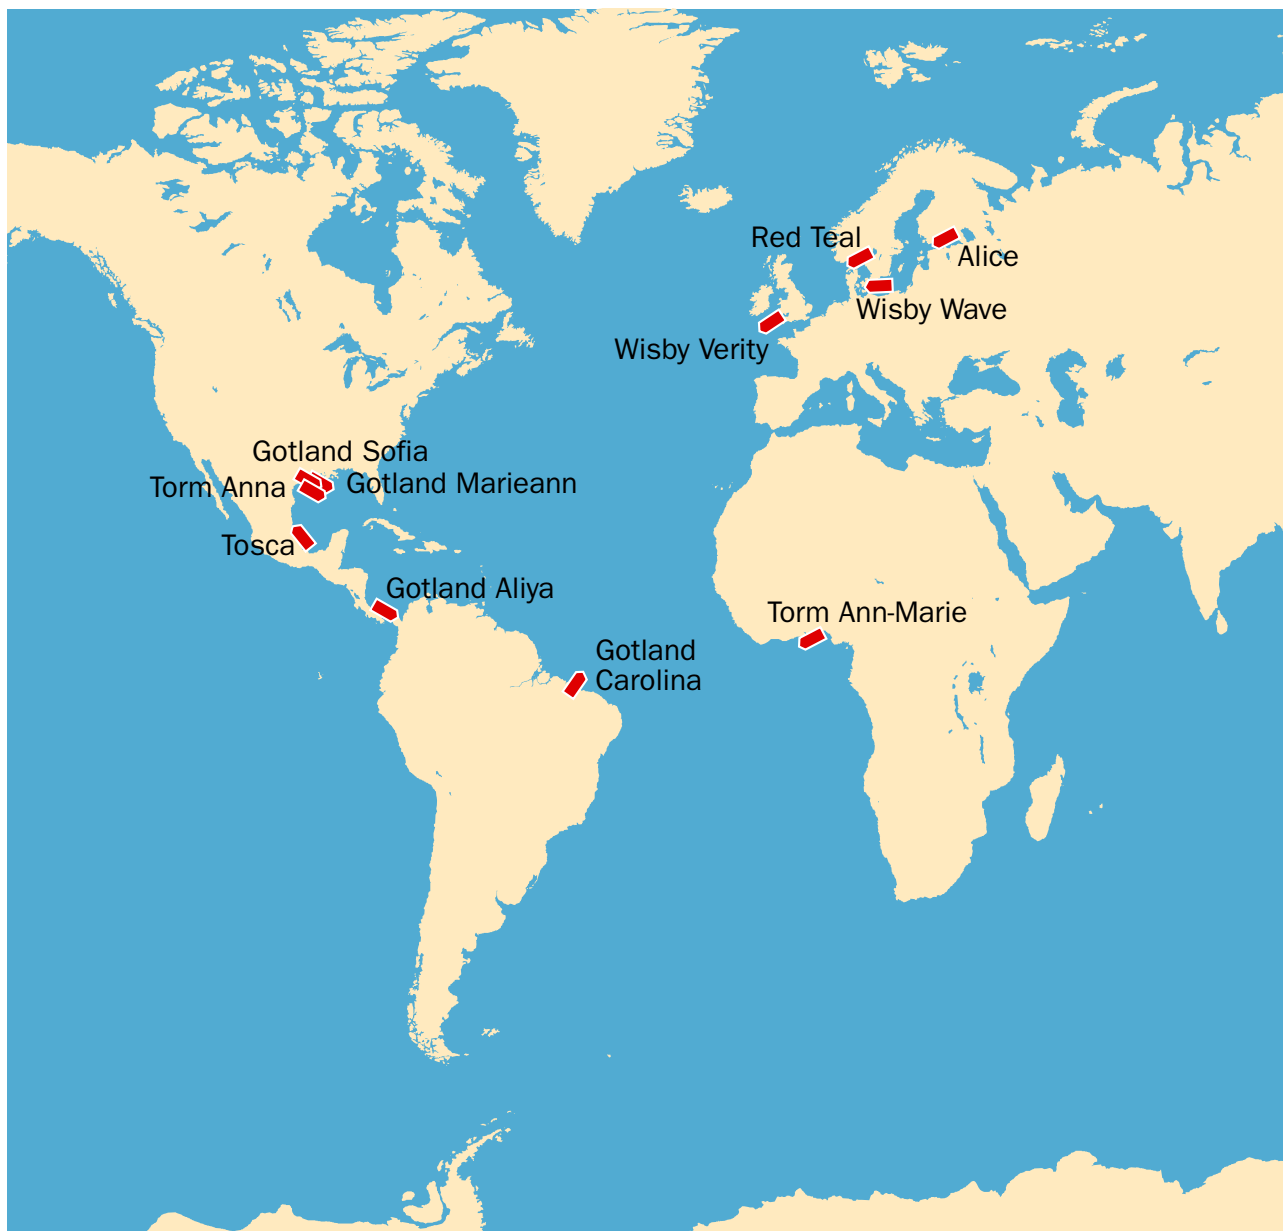 Red Teal
Alice
Wisby Wave
Wisby Verity
Gotland Sofia
Gotland Marieann
Torm Anna
Tosca
Gotland Aliya
Torm Ann-Marie
Gotland
Carolina